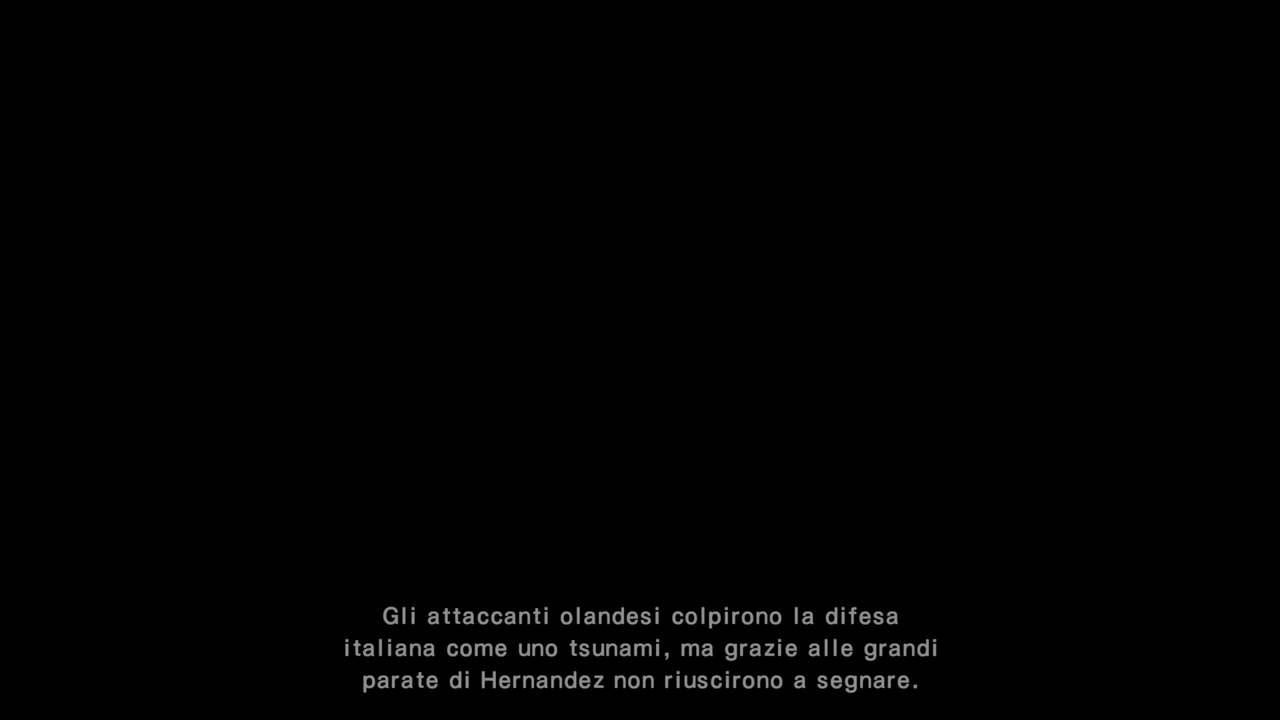 Gli attaccanti olandesi colpirono la difesa
italiana come uno tsunami, ma grazie alle grandi
parate di Hernandez non riuscirono a segnare.